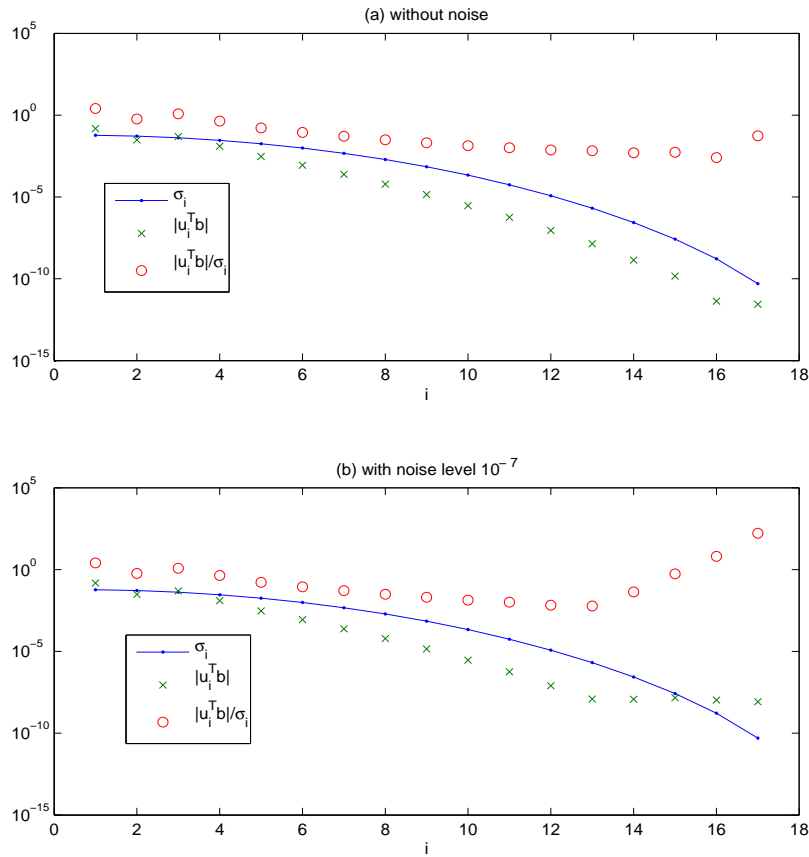 (a) without noise
10^5
10^0
10^-5
10^-10
10^-15
σ_i
|u_i^T b|
|u_i^T b|/σ_i
0 2 4 6 8 10 12 14 16 18
i
(b) with noise level 10^-7
10^5
10^0
10^-5
10^-10
10^-15
σ_i
|u_i^T b|
|u_i^T b|/σ_i
0 2 4 6 8 10 12 14 16 18
i